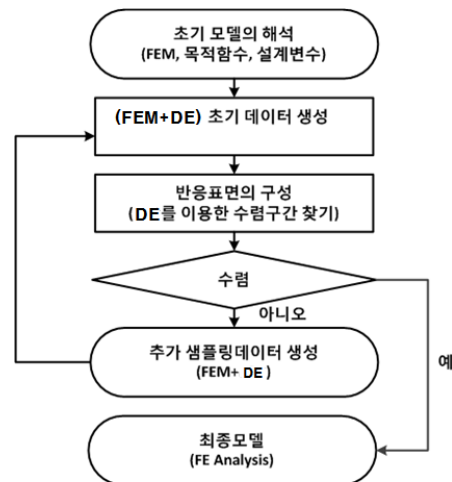 초기 모델의 해석
(FEM, 목적함수, 설계변수)
(FEM+DE) 초기 데이터 생성
반응표면의 구성
(DE를 이용한 수렴구간 찾기)
수렴
아니오
추가 샘플링데이터 생성
(FEM+ DE )
예
최종모델
(FE Analysis)